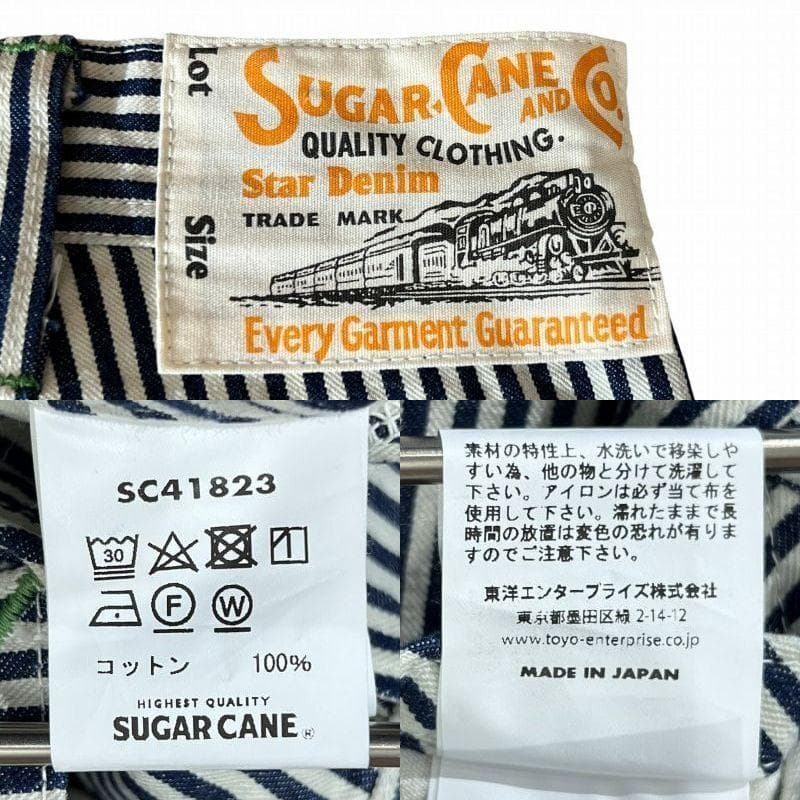 Lot
SUGAR·CANE AND CO.
QUALITY CLOTHING.
Star Denim
TRADE MARK
Size
Every Garment Guaranteed
SC41823
30
F W
コットン 100%
HIGHEST QUALITY
SUGAR CANE®
素材の特性上、水洗いで移染しや
すい為、他の物と分けて洗濯して
下さい。アイロンは必ず当て布を
使用して下さい。濡れたままで長
時間の放置は変色の恐れが有りま
すのでご注意下さい。
東洋エンタープライズ株式会社
東京都墨田区緑 2-14-12
www.toyo-enterprise.co.jp
MADE IN JAPAN